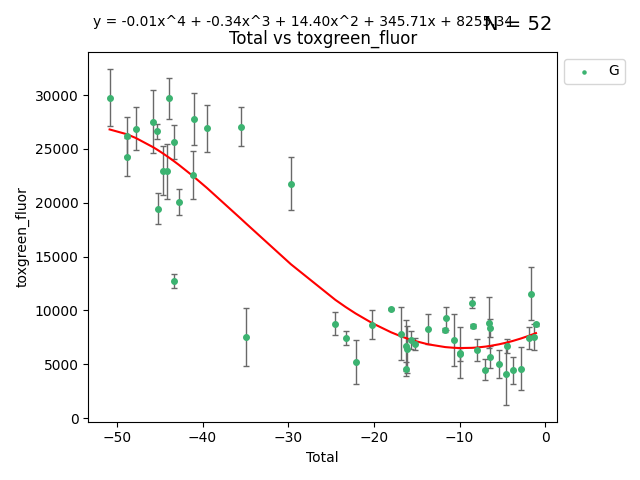 y = -0.01x^4 + -0.34x^3 + 14.40x^2 + 345.71x + 8255.34
N = 52
Total vs toxgreen_fluor
G
30000
25000
20000
15000
10000
5000
0
toxgreen_fluor
−50 −40 −30 −20 −10 0
Total